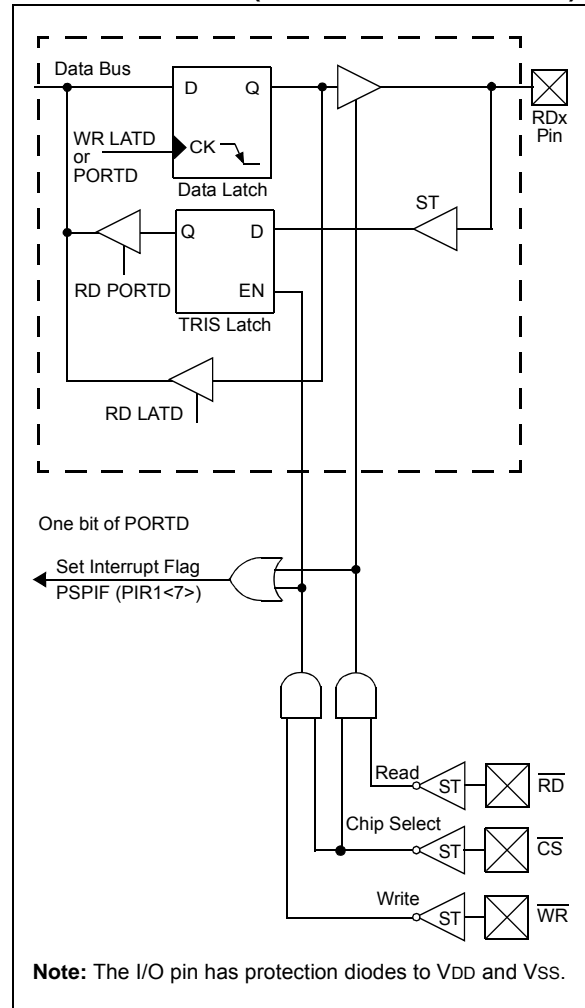 Data Bus
D Q
RDx
Pin
WR LATD
or
PORTD
CK
Data Latch
ST
Q D
RD PORTD
EN
TRIS Latch
RD LATD
One bit of PORTD
Set Interrupt Flag
PSPIF (PIR1<7>)
Read
ST
RD
Chip Select
ST
CS
Write
ST
WR
Note: The I/O pin has protection diodes to VDD and VSS.